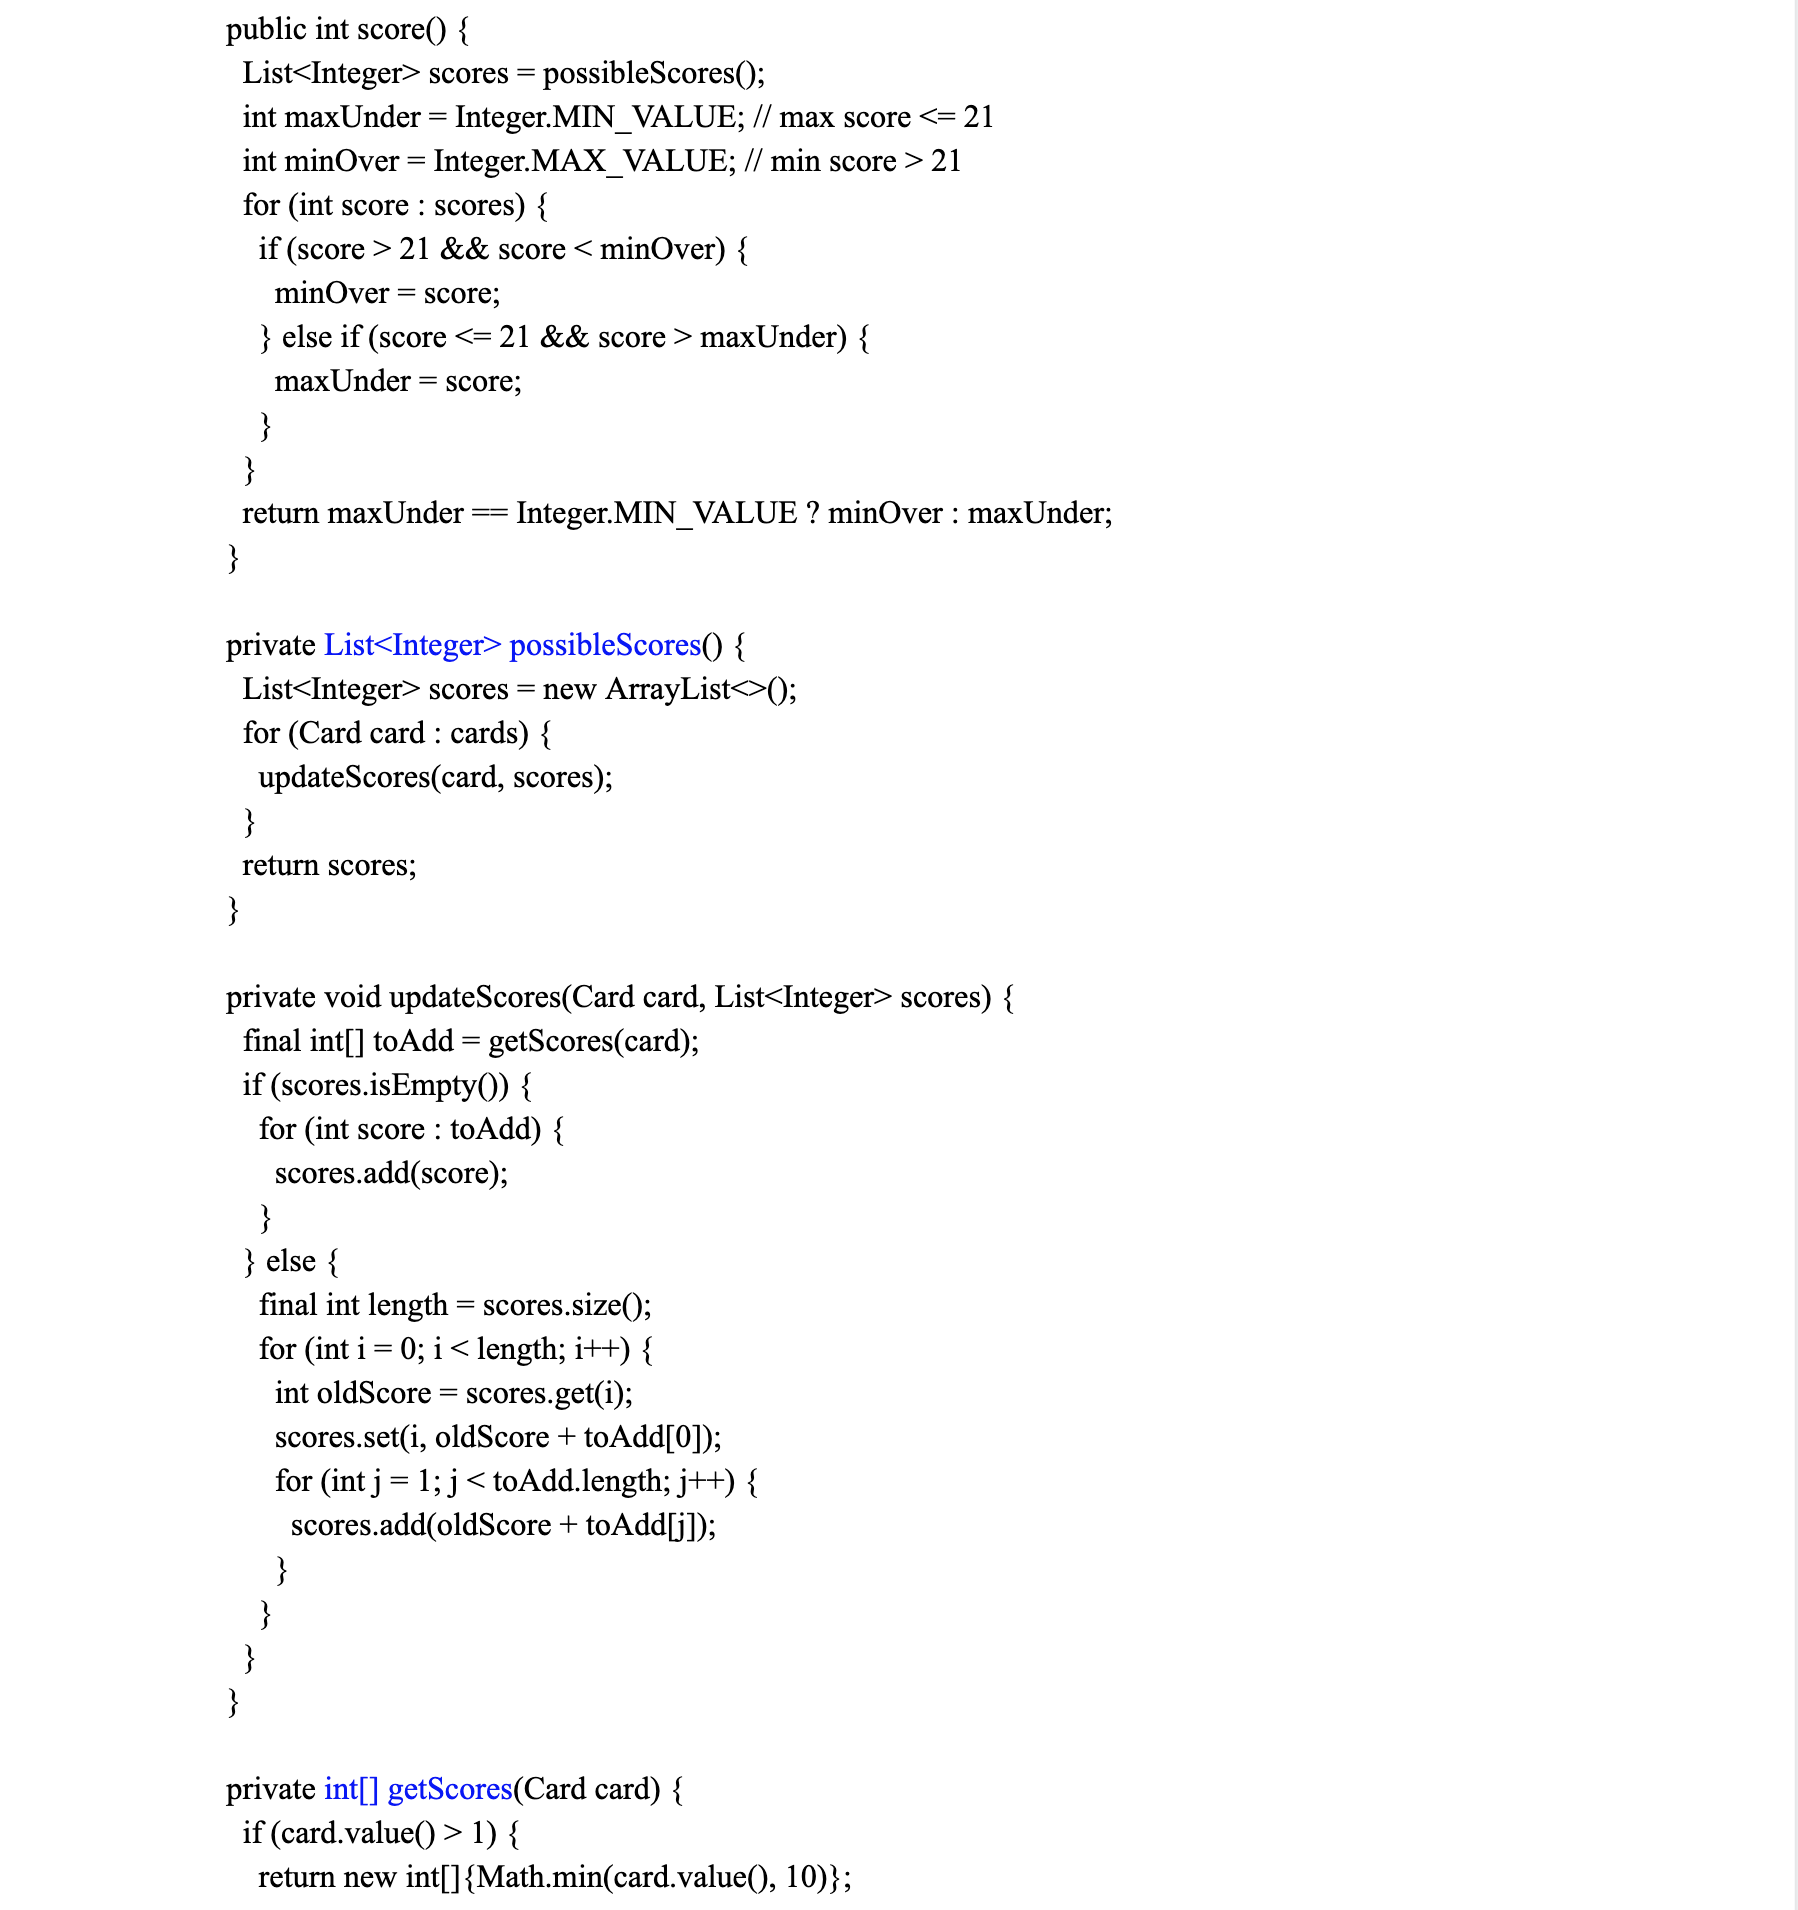 public int score() {
List<Integer> scores = possibleScores();
int maxUnder = Integer.MIN_VALUE; // max score <= 21
int minOver = Integer.MAX_VALUE; // min score > 21
for (int score : scores) {
if (score > 21 && score < minOver) {
minOver = score;
} else if (score <= 21 && score > maxUnder) {
maxUnder = score;
}
}
return maxUnder == Integer.MIN_VALUE ? minOver : maxUnder;
}
private List<Integer> possibleScores() {
List<Integer> scores = new ArrayList<>();
for (Card card : cards) {
updateScores(card, scores);
}
return scores;
}
private void updateScores(Card card, List<Integer> scores) {
final int[] toAdd = getScores(card);
if (scores.isEmpty()) {
for (int score : toAdd) {
scores.add(score);
}
} else {
final int length = scores.size();
for (int i = 0; i < length; i++) {
int oldScore = scores.get(i);
scores.set(i, oldScore + toAdd[0]);
for (int j = 1; j < toAdd.length; j++) {
scores.add(oldScore + toAdd[j]);
}
}
}
}
private int[] getScores(Card card) {
if (card.value() > 1) {
return new int[]{Math.min(card.value(), 10)};